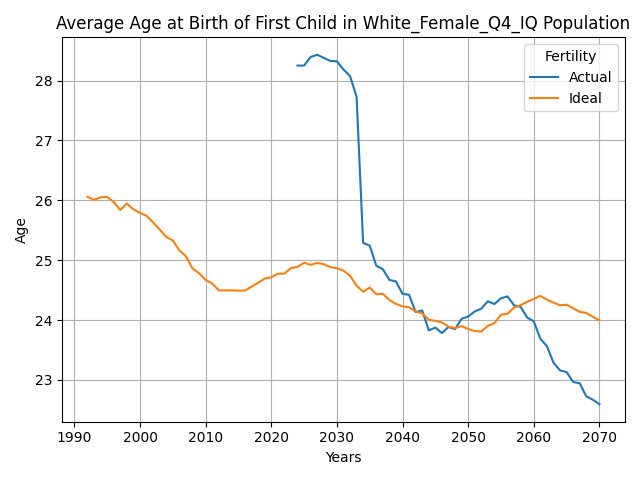 Average Age at Birth of First Child in White_Female_Q4_IQ Population
Fertility
Actual
Ideal
28
27
26
25
24
23
Age
1990
2000
2010
2020
2030
2040
2050
2060
2070
Years